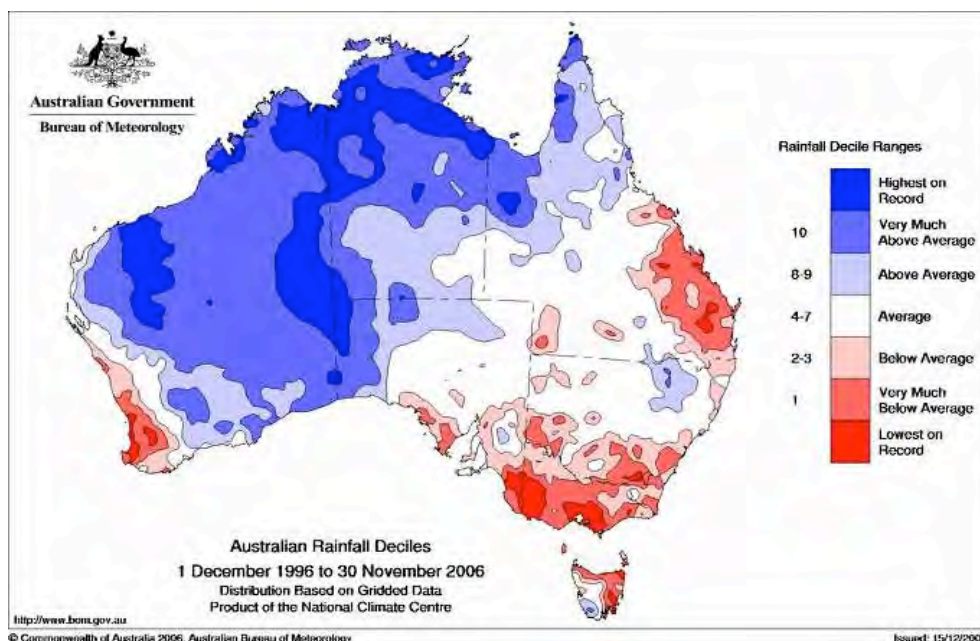 Australian Government
Bureau of Meteorology
Rainfall Decile Ranges
Highest on
Record
10
Very Much
Above Average
8-9
Above Average
4-7
Average
2-3
Below Average
1
Very Much
Below Average
Lowest on
Record
Australian Rainfall Deciles
1 December 1996 to 30 November 2006
Distribution Based on Gridded Data
Product of the National Climate Centre
http://www.bom.gov.au
© Commonwealth of Australia 2006, Australian Bureau of Meteorology
Issued: